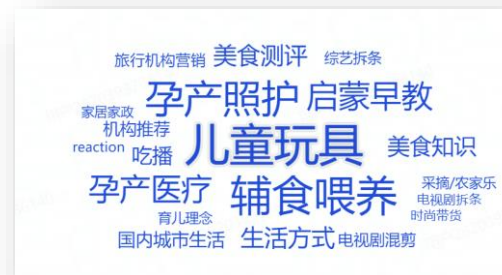 旅行机构营销 美食测评 综艺拆条
孕产照护 启蒙早教
家居家政
机构推荐
儿童玩具
美食知识
reaction 吃播
孕产医疗 辅食喂养
采摘/农家乐
电视剧拆条
时尚带货
育儿理念
国内城市生活 生活方式 电视剧混剪